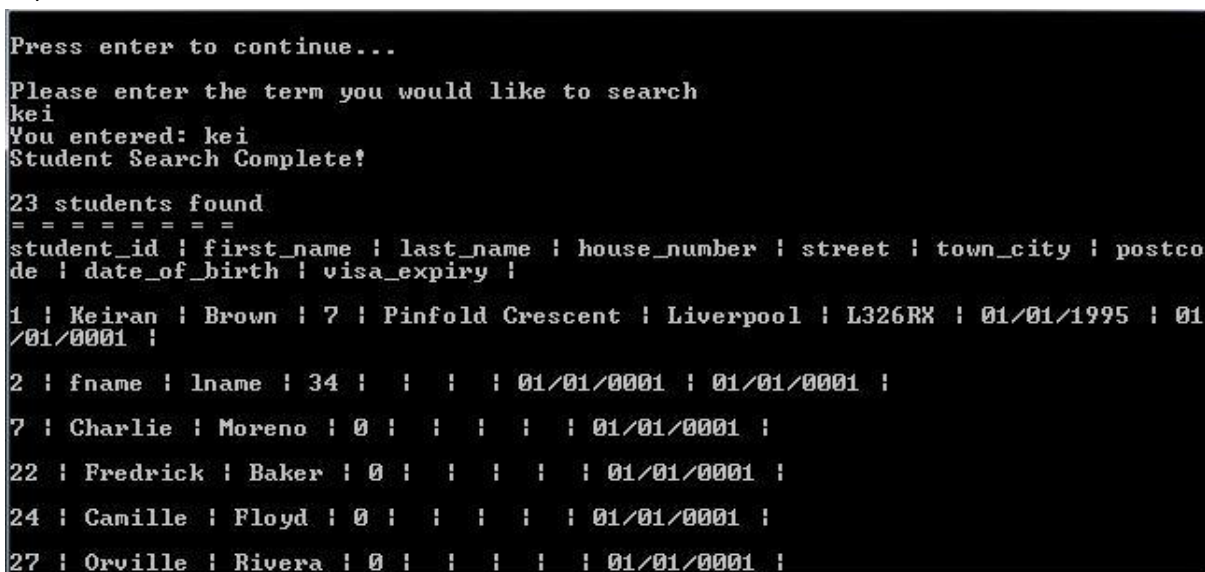 Press enter to continue...
Please enter the term you would like to search
kei
You entered: kei
Student Search Complete!
23 students found
= = = = = = = =
student_id ¦ first_name ¦ last_name ¦ house_number ¦ street ¦ town_city ¦ postco
de ¦ date_of_birth ¦ visa_expiry ¦
1 ¦ Keiran ¦ Brown ¦ 7 ¦ Pinfold Crescent ¦ Liverpool ¦ L326RX ¦ 01/01/1995 ¦ 01
/01/0001 ¦
2 ¦ fname ¦ lname ¦ 34 ¦ ¦ ¦ ¦ 01/01/0001 ¦ 01/01/0001 ¦
7 ¦ Charlie ¦ Moreno ¦ 0 ¦ ¦ ¦ ¦ ¦ 01/01/0001 ¦
22 ¦ Fredrick ¦ Baker ¦ 0 ¦ ¦ ¦ ¦ ¦ 01/01/0001 ¦
24 ¦ Camille ¦ Floyd ¦ 0 ¦ ¦ ¦ ¦ ¦ 01/01/0001 ¦
27 ¦ Orville ¦ Rivera ¦ 0 ¦ ¦ ¦ ¦ ¦ 01/01/0001 ¦